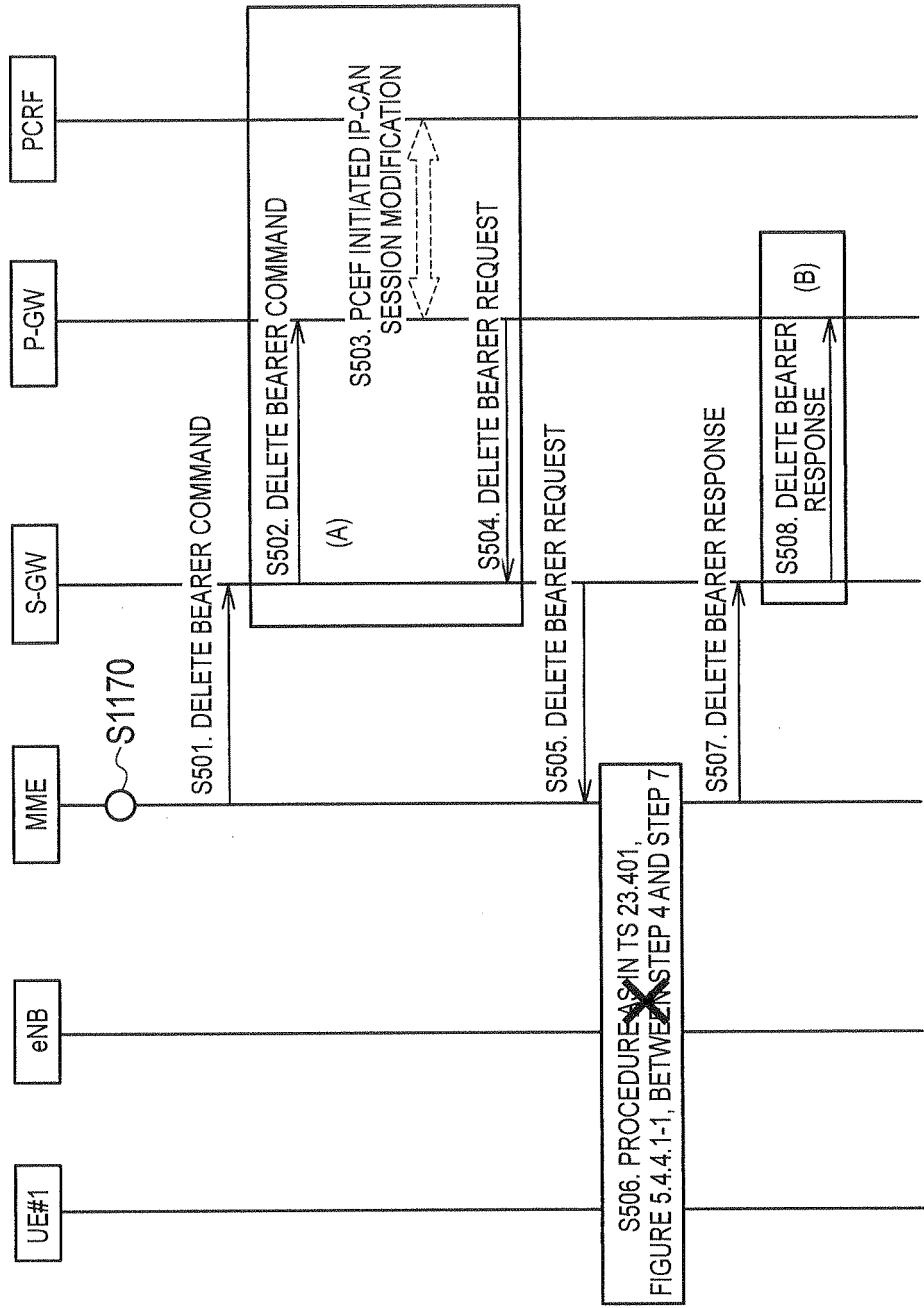 UE#1
eNB
MME
S-GW
P-GW
PCRF
S1170
S501. DELETE BEARER COMMAND
S502. DELETE BEARER COMMAND
(A)
S503. PCEF INITIATED IP-CAN
SESSION MODIFICATION
S504. DELETE BEARER REQUEST
S505. DELETE BEARER REQUEST
S506. PROCEDURE AS IN TS 23.401,
FIGURE 5.4.4.1-1, BETWEEN STEP 4 AND STEP 7
S507. DELETE BEARER RESPONSE
S508. DELETE BEARER
RESPONSE
(B)